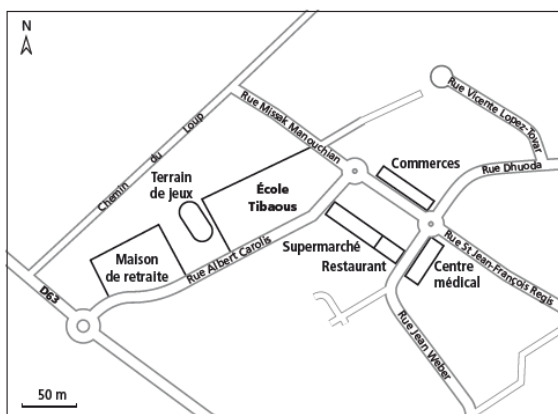 N
Rue Vicente Lopez-Tovar
Rue Missak Manouchian
Chemin du Loup
Commerces
Rue Dhuoda
Terrain
de jeux
École
Tibaous
Maison
de retraite
Rue Albert Carolis
Supermarché
Restaurant
Rue St Jean-François Regis
Centre
médical
D63
Rue Jean Weber
50 m